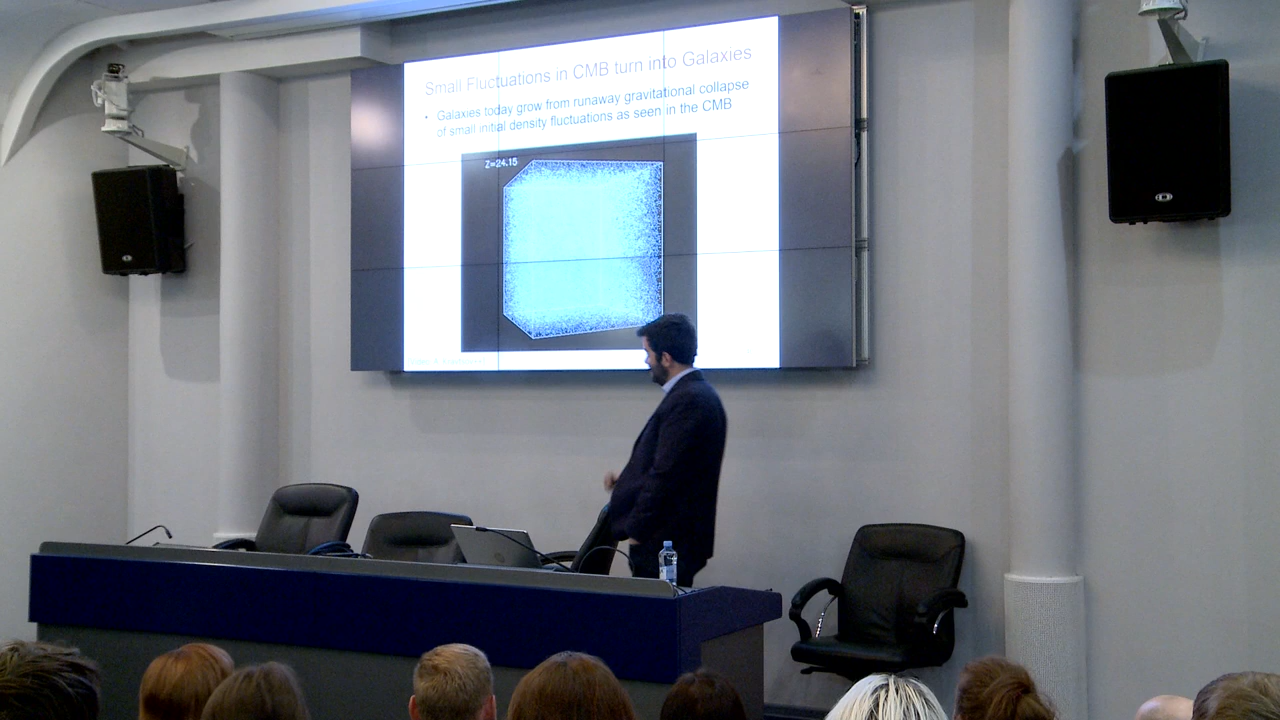 Small Fluctuations in CMB turn into Galaxies
• Galaxies today grow from runaway gravitational collapse
of small initial density fluctuations as seen in the CMB
Z=24.15